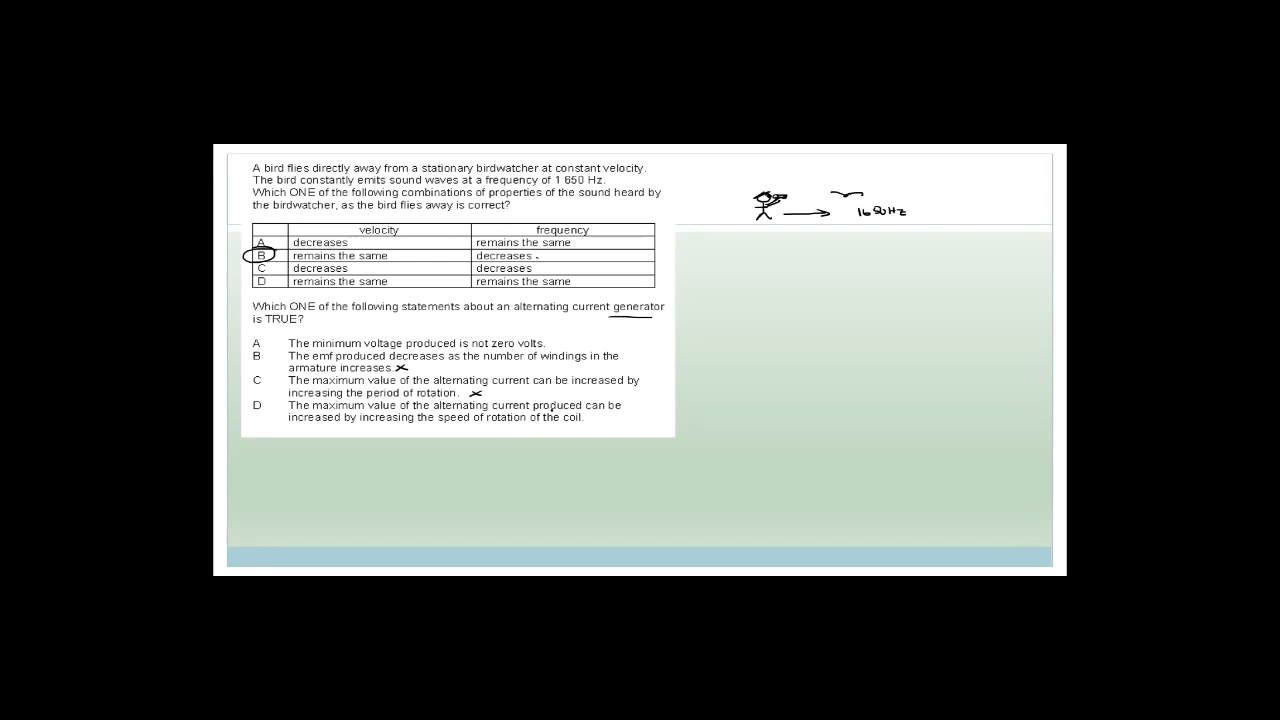 A bird flies directly away from a stationary birdwatcher at constant velocity.
The bird constantly emits sound waves at a frequency of 1 650 Hz.
Which ONE of the following combinations of properties of the sound heard by
the birdwatcher, as the bird flies away is correct?
velocity frequency
A decreases remains the same
B remains the same decreases
C decreases decreases
D remains the same remains the same
1650Hz
Which ONE of the following statements about an alternating current generator
is TRUE?
A The minimum voltage produced is not zero volts.
B The emf produced decreases as the number of windings in the
armature increases.
C The maximum value of the alternating current can be increased by
increasing the period of rotation.
D The maximum value of the alternating current produced can be
increased by increasing the speed of rotation of the coil.